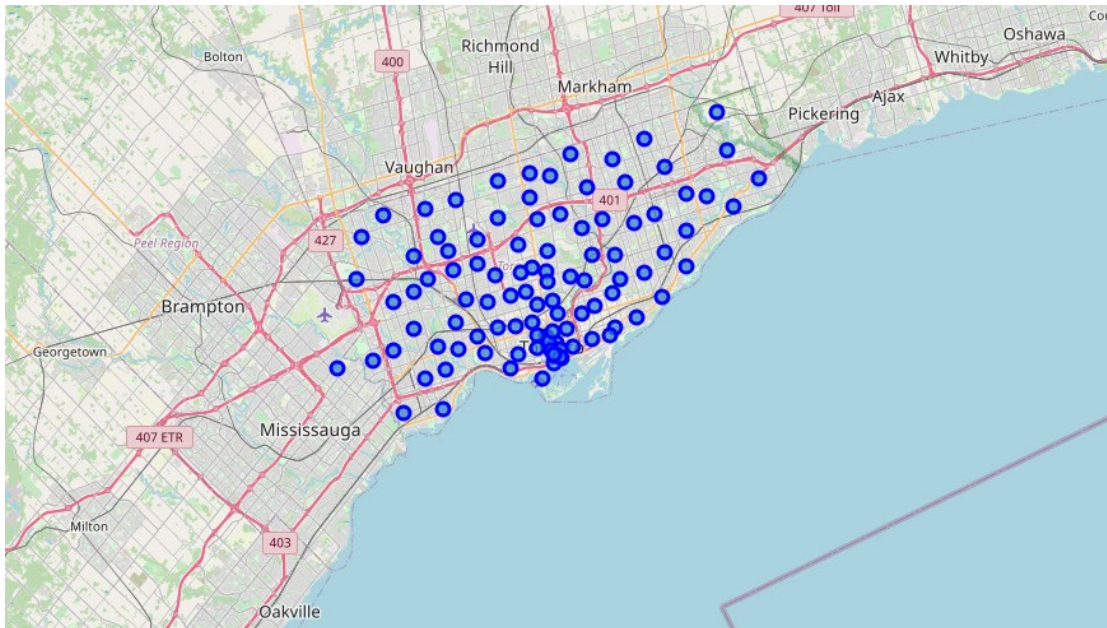 407 Toll
Oshawa
Richmond
Hill
Whitby
Bolton
400
Markham
Ajax
Pickering
Vaughan
401
427
Peel Region
Brampton
Georgetown
Mississauga
407 ETR
Milton
403
Oakville